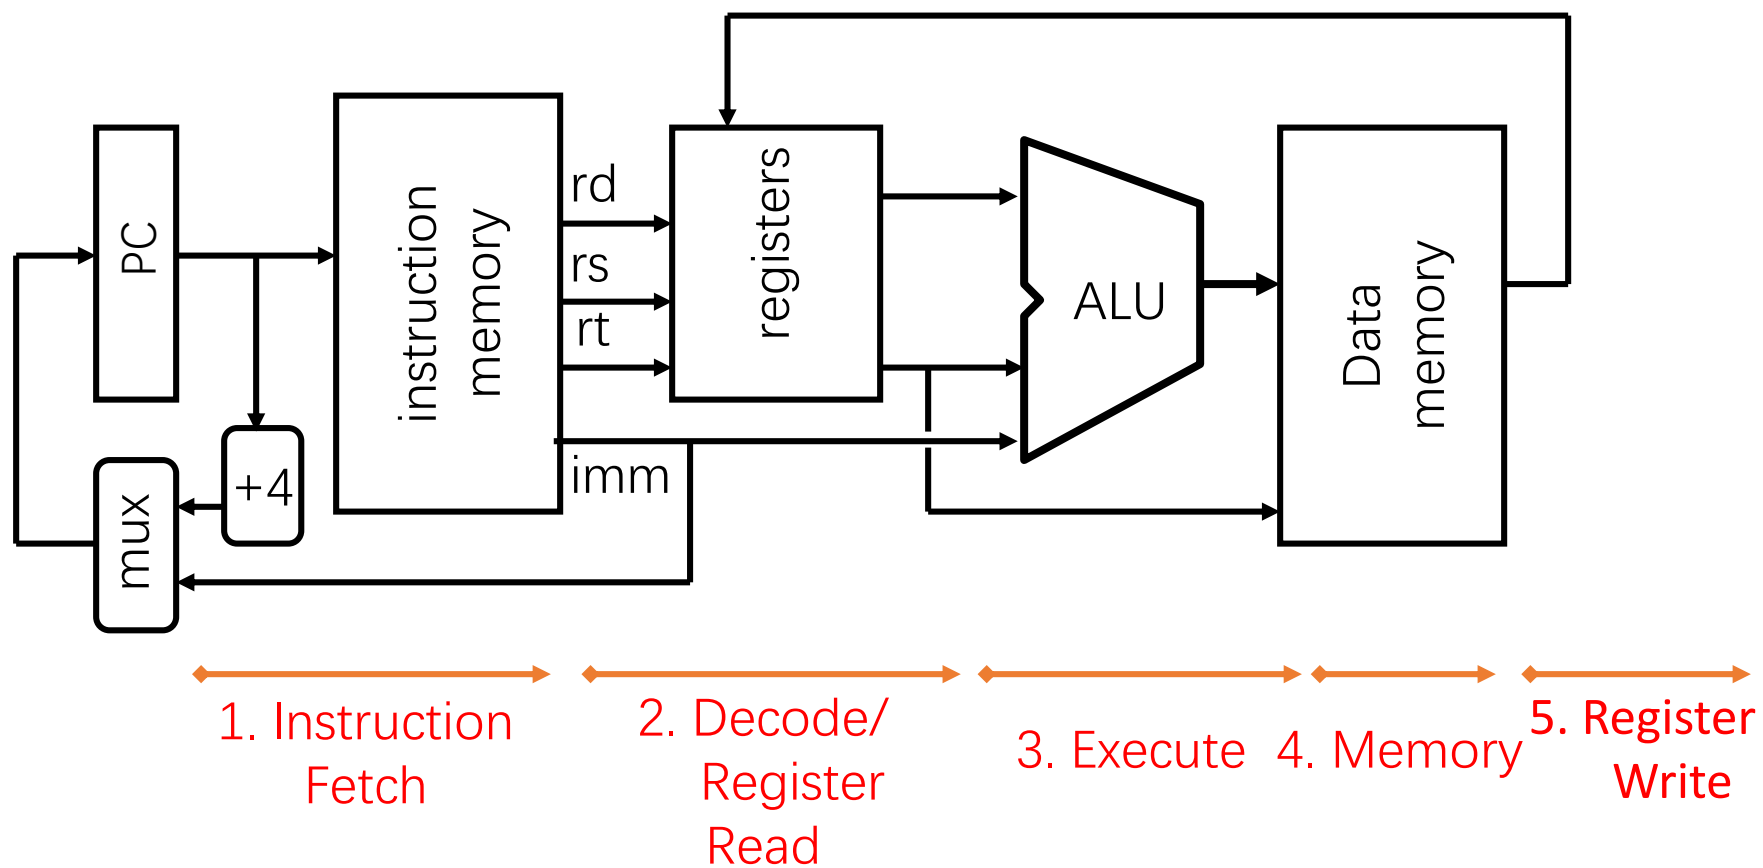 PC
+4
mux
instruction
memory
rd
rs
rt
imm
registers
ALU
Data
memory
1. Instruction
Fetch
2. Decode/
Register
Read
3. Execute
4. Memory
5. Register
Write